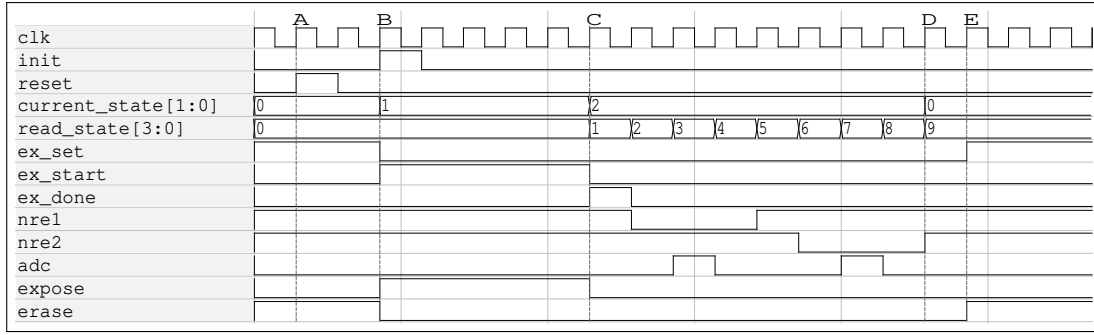 A B C D E
clk
init
reset
current_state[1:0] 0 1 2 0
read_state[3:0] 0 1 2 3 4 5 6 7 8 9
ex_set
ex_start
ex_done
nre1
nre2
adc
expose
erase